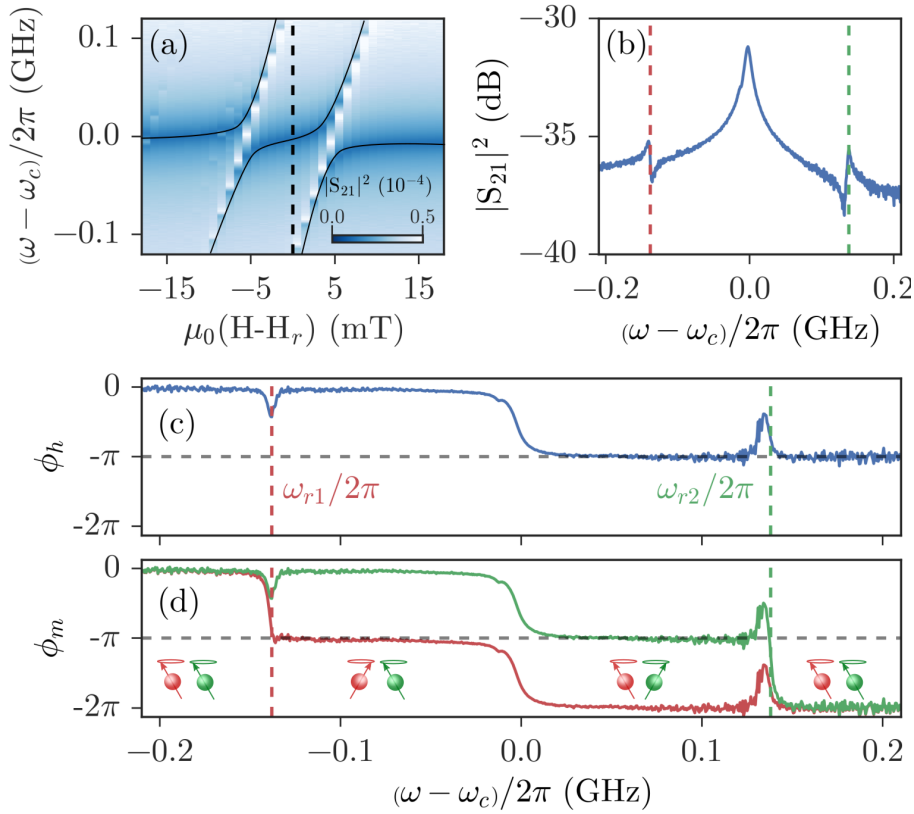 (a)
(ω − ω_c)/2π (GHz)
0.1
0.0
−0.1
|S₂₁|² (10⁻⁴)
0.0 0.5
−15 −5 5 15
μ₀(H-H_r) (mT)
(b)
|S₂₁|² (dB)
−30
−35
−40
−0.2 0.0 0.2
(ω − ω_c)/2π (GHz)
(c)
ϕ_h
0
-π
-2π
ω_r1/2π
ω_r2/2π
(d)
ϕ_m
0
-π
-2π
−0.2 −0.1 0.0 0.1 0.2
(ω − ω_c)/2π (GHz)